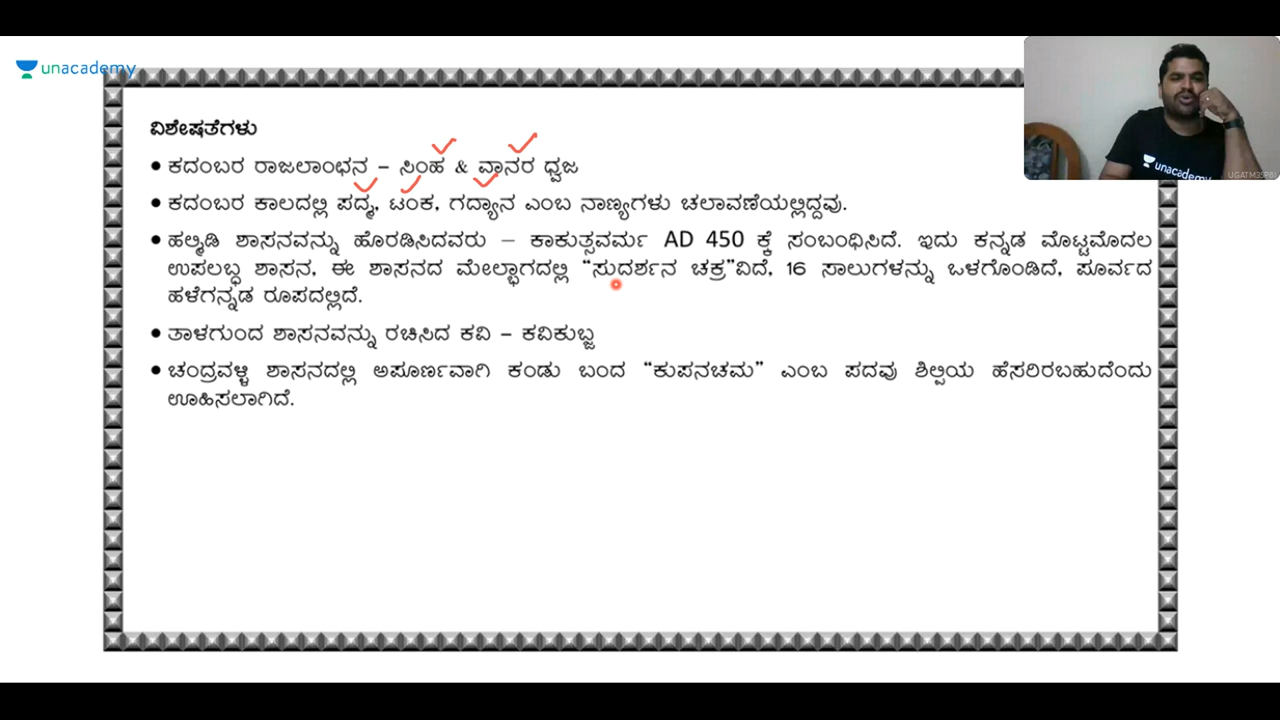 unacademy
ವಿಶೇಷತೆಗಳು
• ಕದಂಬರ ರಾಜಲಾಂಛನ – ಸಿಂಹ & ವಾನರ ಧ್ವಜ
• ಕದಂಬರ ಕಾಲದಲ್ಲಿ ಪದ್ಮ, ಟಂಕ, ಗದ್ಯಾನ ಎಂಬ ನಾಣ್ಯಗಳು ಚಲಾವಣೆಯಲ್ಲಿದ್ದವು.
• ಹಲ್ಮಿಡಿ ಶಾಸನವನ್ನು ಹೊರಡಿಸಿದವರು – ಕಾಕುತ್ಸವರ್ಮ AD 450 ಕ್ಕೆ ಸಂಬಂಧಿಸಿದೆ. ಇದು ಕನ್ನಡ ಮೊಟ್ಟಮೊದಲ
ಉಪಲಬ್ಧ ಶಾಸನ, ಈ ಶಾಸನದ ಮೇಲ್ಭಾಗದಲ್ಲಿ “ಸುದರ್ಶನ ಚಕ್ರ”ವಿದೆ, 16 ಸಾಲುಗಳನ್ನು ಒಳಗೊಂಡಿದೆ, ಪೂರ್ವದ
ಹಳೆಗನ್ನಡ ರೂಪದಲ್ಲಿದೆ.
• ತಾಳಗುಂದ ಶಾಸನವನ್ನು ರಚಿಸಿದ ಕವಿ – ಕವಿಕುಬ್ಜ
• ಚಂದ್ರವಳ್ಳಿ ಶಾಸನದಲ್ಲಿ ಅಪೂರ್ಣವಾಗಿ ಕಂಡು ಬಂದ “ಕುಪನಚಮ” ಎಂಬ ಪದವು ಶಿಲ್ಪಿಯ ಹೆಸರಿರಬಹುದೆಂದು
ಊಹಿಸಲಾಗಿದೆ.
unacademy